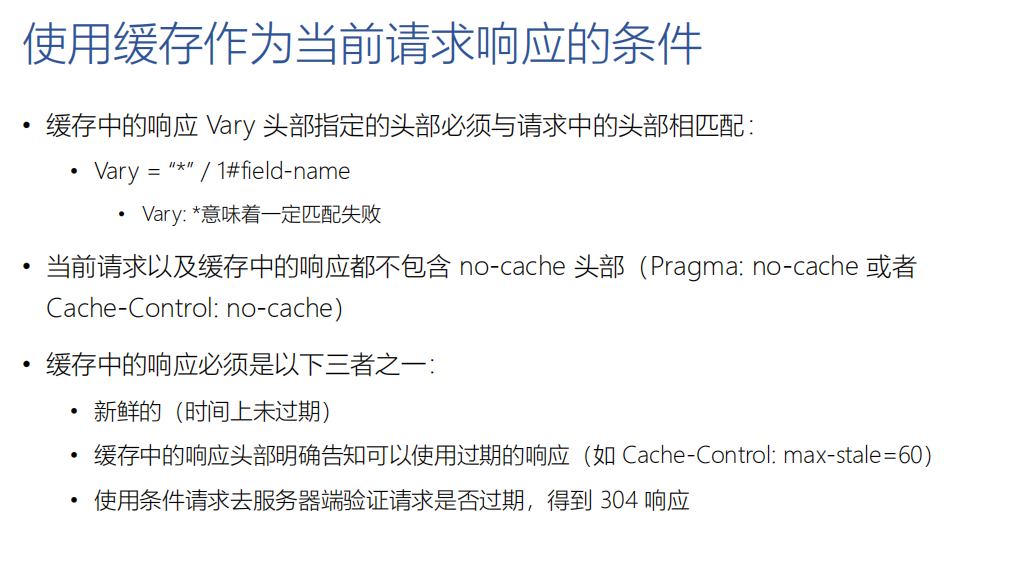 使用缓存作为当前请求响应的条件
• 缓存中的响应 Vary 头部指定的头部必须与请求中的头部相匹配：
• Vary = “*” / 1#field-name
• Vary: *意味着一定匹配失败
• 当前请求以及缓存中的响应都不包含 no-cache 头部（Pragma: no-cache 或者
Cache-Control: no-cache）
• 缓存中的响应必须是以下三者之一：
• 新鲜的（时间上未过期）
• 缓存中的响应头部明确告知可以使用过期的响应（如 Cache-Control: max-stale=60）
• 使用条件请求去服务器端验证请求是否过期，得到 304 响应